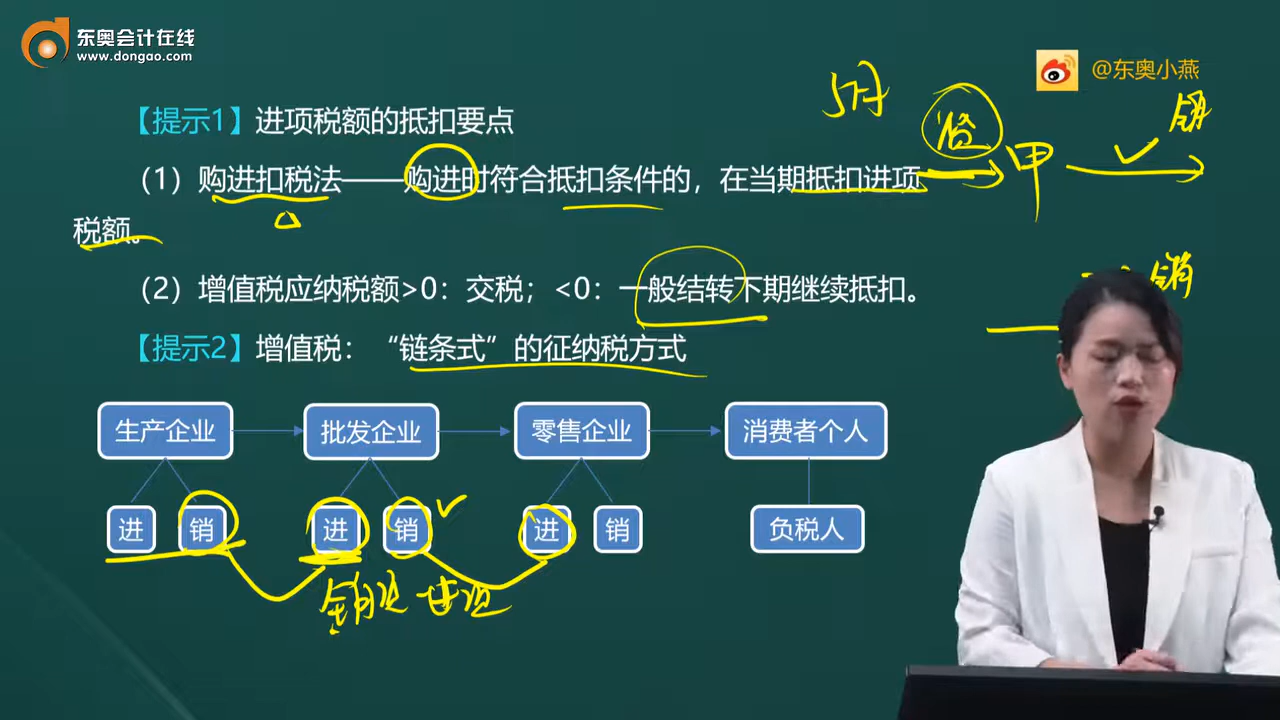 东奥会计在线
www.dongao.com
@东奥小燕
5月
甲
销
【提示1】进项税额的抵扣要点
（1）购进扣税法——购进时符合抵扣条件的，在当期抵扣进项
税额。
（2）增值税应纳税额>0：交税；<0：一般结转下期继续抵扣。
销
【提示2】增值税：“链条式”的征纳税方式
生产企业
批发企业
零售企业
消费者个人
进
销
进
销
进
销
负税人
销项-进项